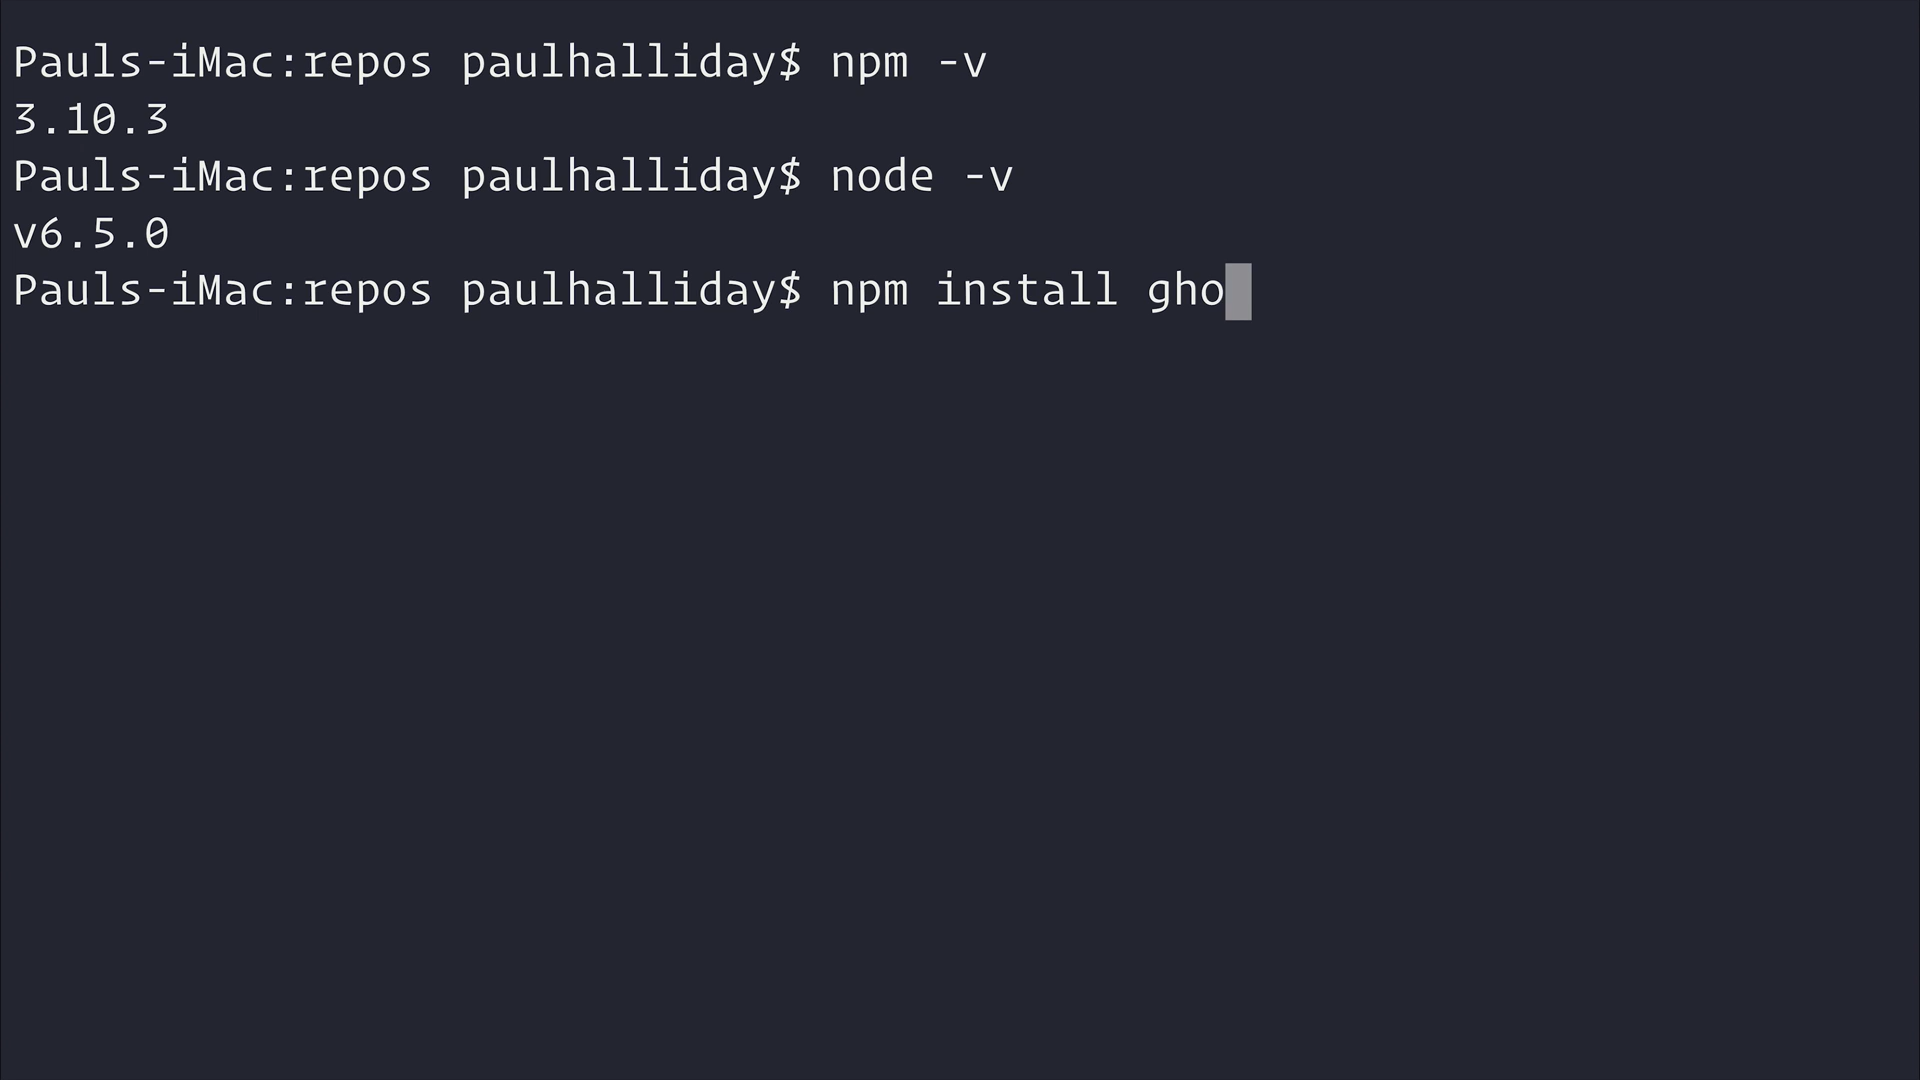 Pauls-iMac:repos paulhalliday$ npm -v
3.10.3
Pauls-iMac:repos paulhalliday$ node -v
v6.5.0
Pauls-iMac:repos paulhalliday$ npm install gho